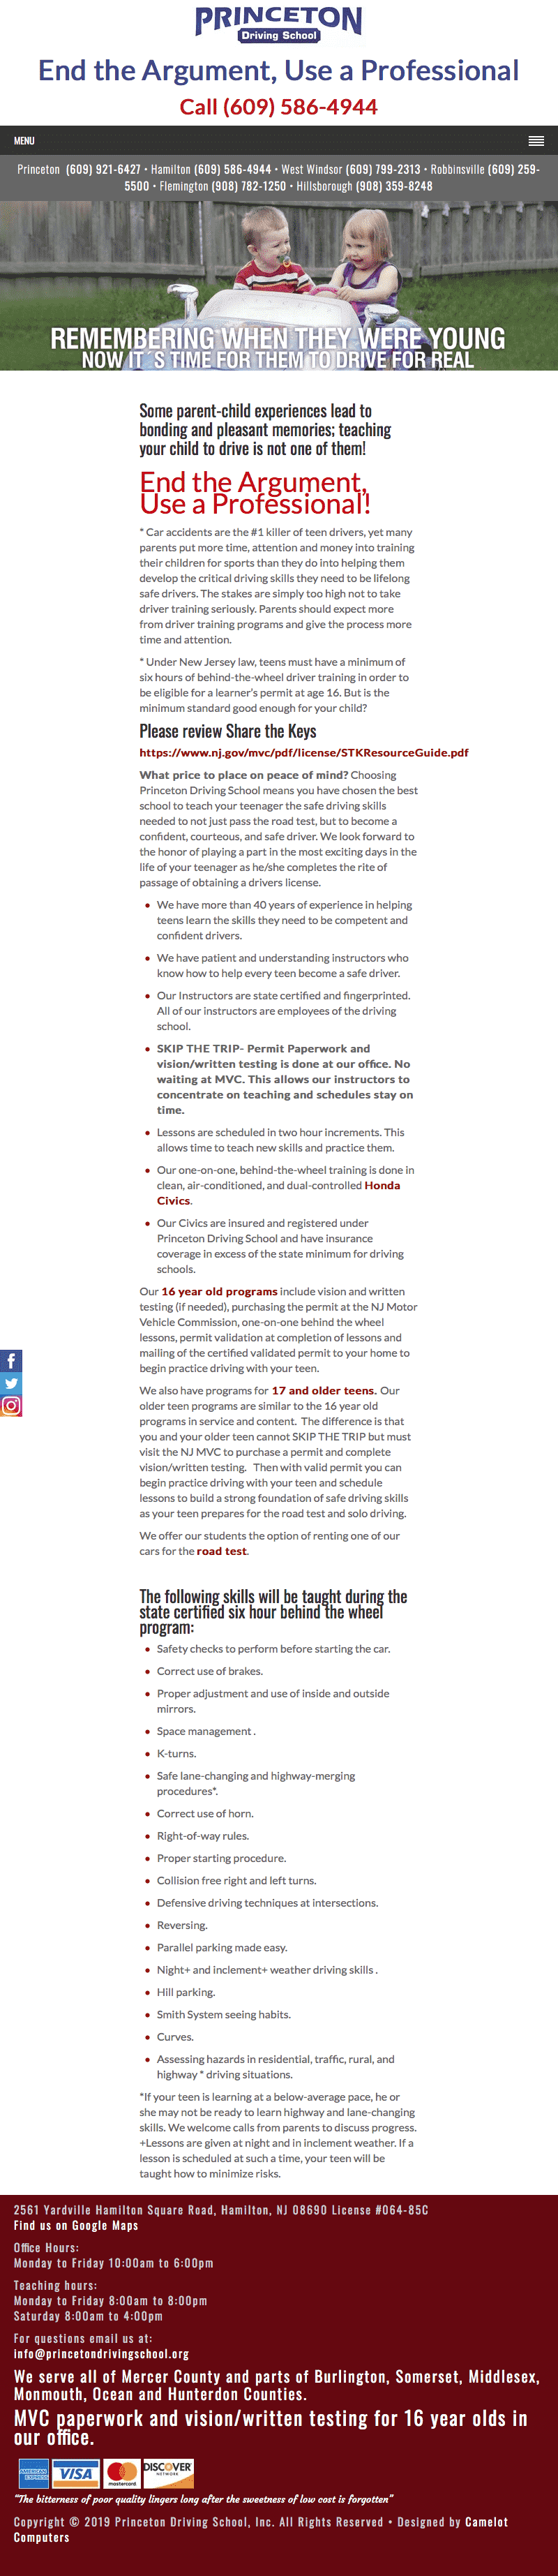 PRINCETON
Driving School
End the Argument, Use a Professional
Call (609) 586-4944
MENU
Princeton (609) 921-6427 • Hamilton (609) 586-4944 • West Windsor (609) 799-2313 • Robbinsville (609) 259-
5500 • Flemington (908) 782-1250 • Hillsborough (908) 359-8248
REMEMBERING WHEN THEY WERE YOUNG
NOW IT´S TIME FOR THEM TO DRIVE FOR REAL
Some parent-child experiences lead to
bonding and pleasant memories; teaching
your child to drive is not one of them!
End the Argument,
Use a Professional!
* Car accidents are the #1 killer of teen drivers, yet many
parents put more time, attention and money into training
their children for sports than they do into helping them
develop the critical driving skills they need to be lifelong
safe drivers. The stakes are simply too high not to take
driver training seriously. Parents should expect more
from driver training programs and give the process more
time and attention.
* Under New Jersey law, teens must have a minimum of
six hours of behind-the-wheel driver training in order to
be eligible for a learner's permit at age 16. But is the
minimum standard good enough for your child?
Please review Share the Keys
https://www.nj.gov/mvc/pdf/license/STKResourceGuide.pdf
What price to place on peace of mind? Choosing
Princeton Driving School means you have chosen the best
school to teach your teenager the safe driving skills
needed to not just pass the road test, but to become a
confident, courteous, and safe driver. We look forward to
the honor of playing a part in the most exciting days in the
life of your teenager as he/she completes the rite of
passage of obtaining a drivers license.
• We have more than 40 years of experience in helping
teens learn the skills they need to be competent and
confident drivers.
• We have patient and understanding instructors who
know how to help every teen become a safe driver.
• Our Instructors are state certified and fingerprinted.
All of our instructors are employees of the driving
school.
• SKIP THE TRIP- Permit Paperwork and
vision/written testing is done at our office. No
waiting at MVC. This allows our instructors to
concentrate on teaching and schedules stay on
time.
• Lessons are scheduled in two hour increments. This
allows time to teach new skills and practice them.
• Our one-on-one, behind-the-wheel training is done in
clean, air-conditioned, and dual-controlled Honda
Civics.
• Our Civics are insured and registered under
Princeton Driving School and have insurance
coverage in excess of the state minimum for driving
schools.
Our 16 year old programs include vision and written
testing (if needed), purchasing the permit at the NJ Motor
Vehicle Commission, one-on-one behind the wheel
lessons, permit validation at completion of lessons and
mailing of the certified validated permit to your home to
begin practice driving with your teen.
We also have programs for 17 and older teens. Our
older teen programs are similar to the 16 year old
programs in service and content. The difference is that
you and your older teen cannot SKIP THE TRIP but must
visit the NJ MVC to purchase a permit and complete
vision/written testing. Then with valid permit you can
begin practice driving with your teen and schedule
lessons to build a strong foundation of safe driving skills
as your teen prepares for the road test and solo driving.
We offer our students the option of renting one of our
cars for the road test.
The following skills will be taught during the
state certified six hour behind the wheel
program:
• Safety checks to perform before starting the car.
• Correct use of brakes.
• Proper adjustment and use of inside and outside
mirrors.
• Space management .
• K-turns.
• Safe lane-changing and highway-merging
procedures*.
• Correct use of horn.
• Right-of-way rules.
• Proper starting procedure.
• Collision free right and left turns.
• Defensive driving techniques at intersections.
• Reversing.
• Parallel parking made easy.
• Night+ and inclement+ weather driving skills .
• Hill parking.
• Smith System seeing habits.
• Curves.
• Assessing hazards in residential, traffic, rural, and
highway * driving situations.
*If your teen is learning at a below-average pace, he or
she may not be ready to learn highway and lane-changing
skills. We welcome calls from parents to discuss progress.
+Lessons are given at night and in inclement weather. If a
lesson is scheduled at such a time, your teen will be
taught how to minimize risks.
2561 Yardville Hamilton Square Road, Hamilton, NJ 08690 License #064-85C
Find us on Google Maps
Office Hours:
Monday to Friday 10:00am to 6:00pm
Teaching hours:
Monday to Friday 8:00am to 8:00pm
Saturday 8:00am to 4:00pm
For questions email us at:
info@princetondrivingschool.org
We serve all of Mercer County and parts of Burlington, Somerset, Middlesex,
Monmouth, Ocean and Hunterdon Counties.
MVC paperwork and vision/written testing for 16 year olds in
our office.
AMERICAN EXPRESS VISA mastercard DISCOVER NETWORK
"The bitterness of poor quality lingers long after the sweetness of low cost is forgotten"
Copyright © 2019 Princeton Driving School, Inc. All Rights Reserved • Designed by Camelot
Computers